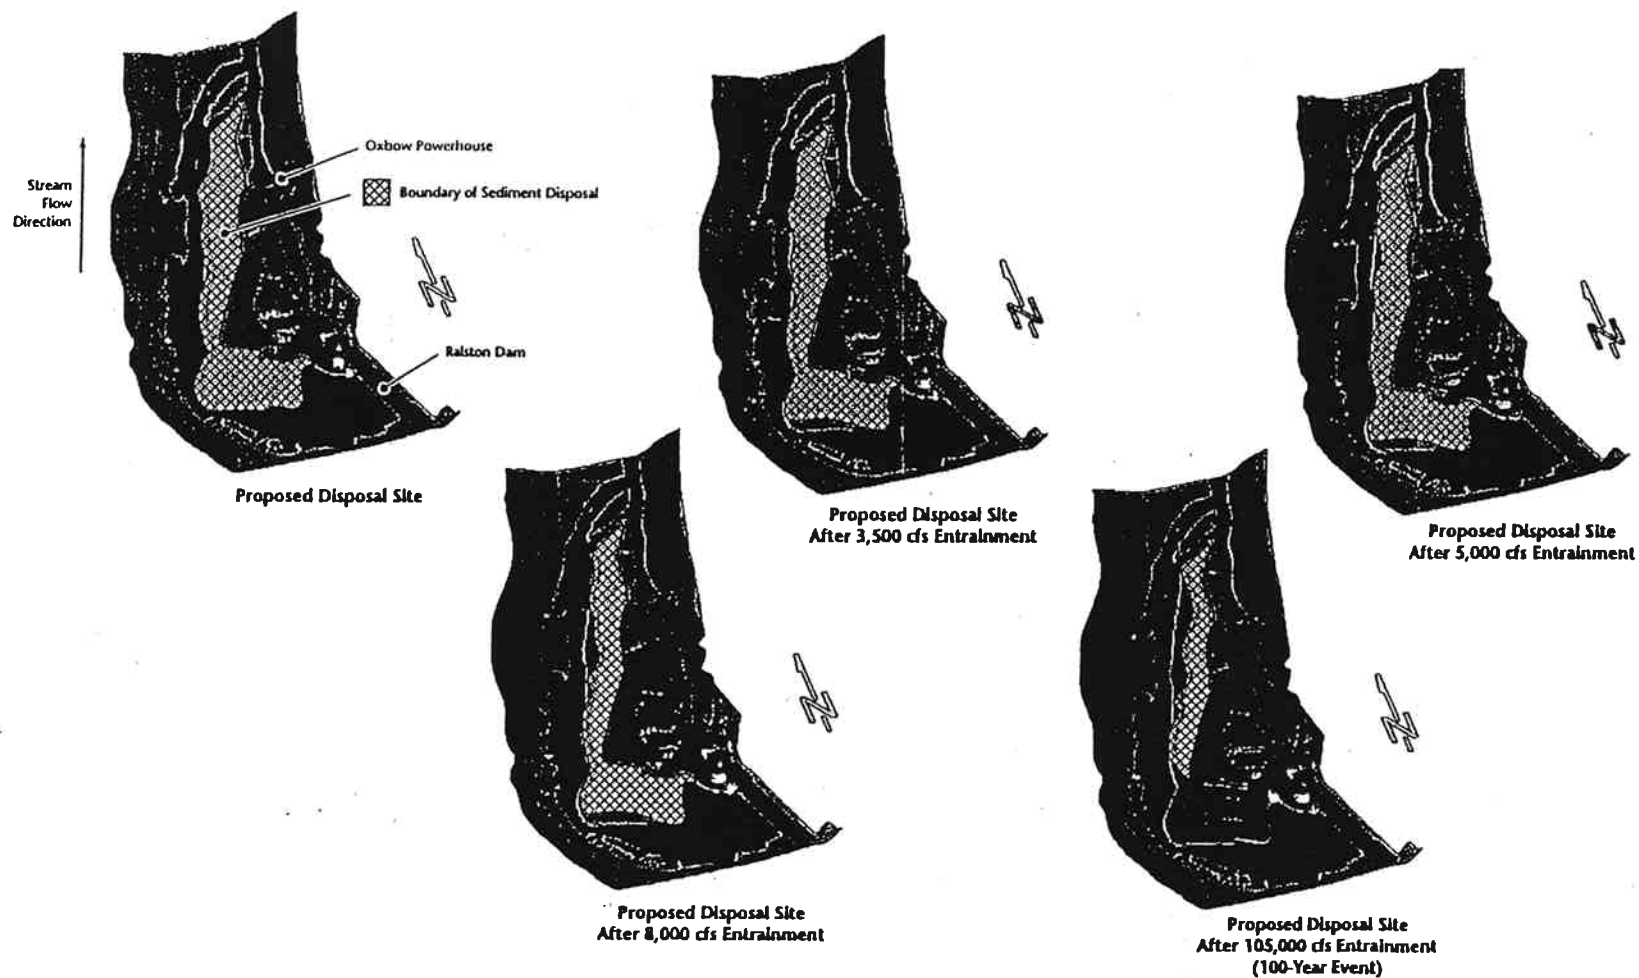 Oxbow Powerhouse
Boundary of Sediment Disposal
Stream
Flow
Direction
Ralston Dam
Proposed Disposal Site
Proposed Disposal Site
After 3,500 cfs Entrainment
Proposed Disposal Site
After 5,000 cfs Entrainment
Proposed Disposal Site
After 8,000 cfs Entrainment
Proposed Disposal Site
After 105,000 cfs Entrainment
(100-Year Event)